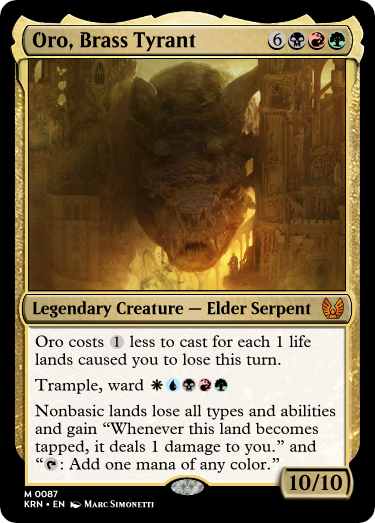 Oro, Brass Tyrant 6
Legendary Creature — Elder Serpent
Oro costs 1 less to cast for each 1 life
lands caused you to lose this turn.
Trample, ward
Nonbasic lands lose all types and abilities
and gain “Whenever this land becomes
tapped, it deals 1 damage to you.” and
“: Add one mana of any color.”
10/10
M 0087
KRN • EN Marc Simonetti